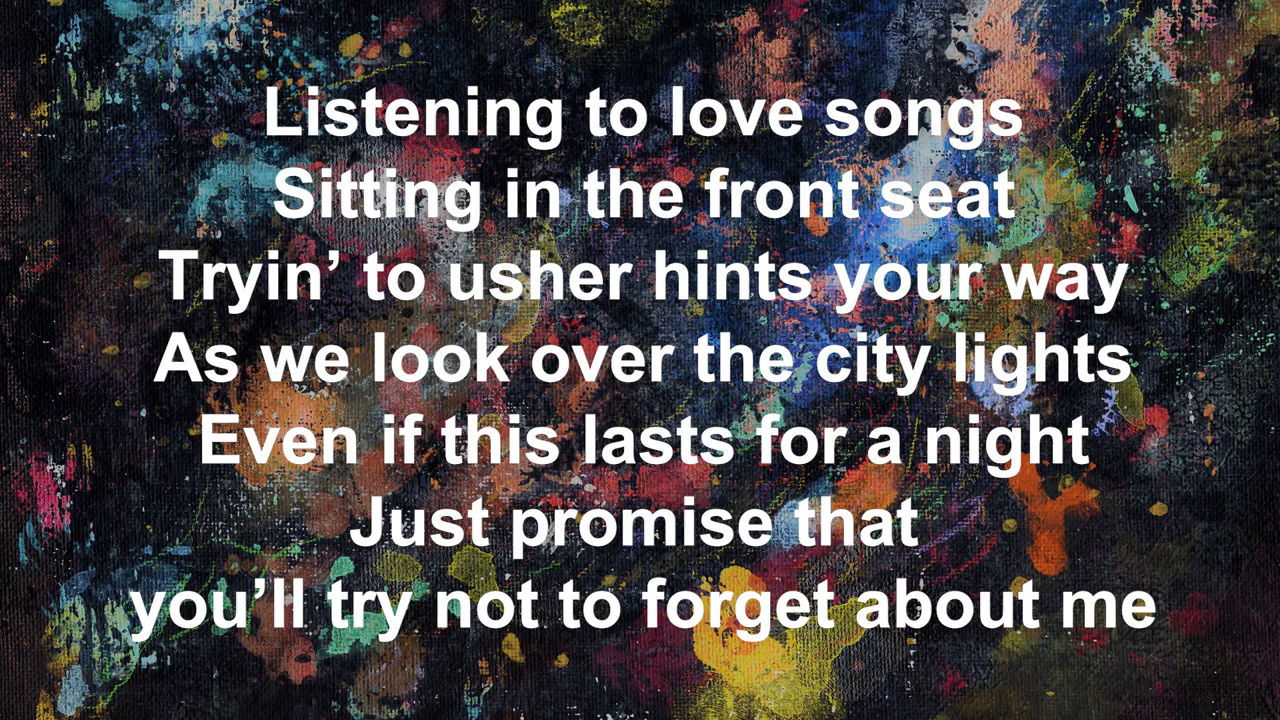 Listening to love songs
Sitting in the front seat
Tryin’ to usher hints your way
As we look over the city lights
Even if this lasts for a night
Just promise that
you’ll try not to forget about me